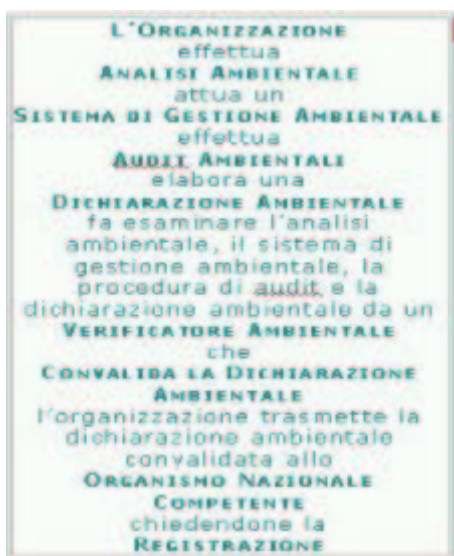 L'ORGANIZZAZIONE
effettua
ANALISI AMBIENTALE
attua un
SISTEMA DI GESTIONE AMBIENTALE
effettua
AUDIT AMBIENTALI
elabora una
DICHIARAZIONE AMBIENTALE
fa esaminare l'analisi
ambientale, il sistema di
gestione ambientale, la
procedura di audit e la
dichiarazione ambientale da un
VERIFICATORE AMBIENTALE
che
CONVALIDA LA DICHIARAZIONE
AMBIENTALE
l'organizzazione trasmette la
dichiarazione ambientale
convalidata allo
ORGANISMO NAZIONALE
COMPETENTE
chiedendone la
REGISTRAZIONE